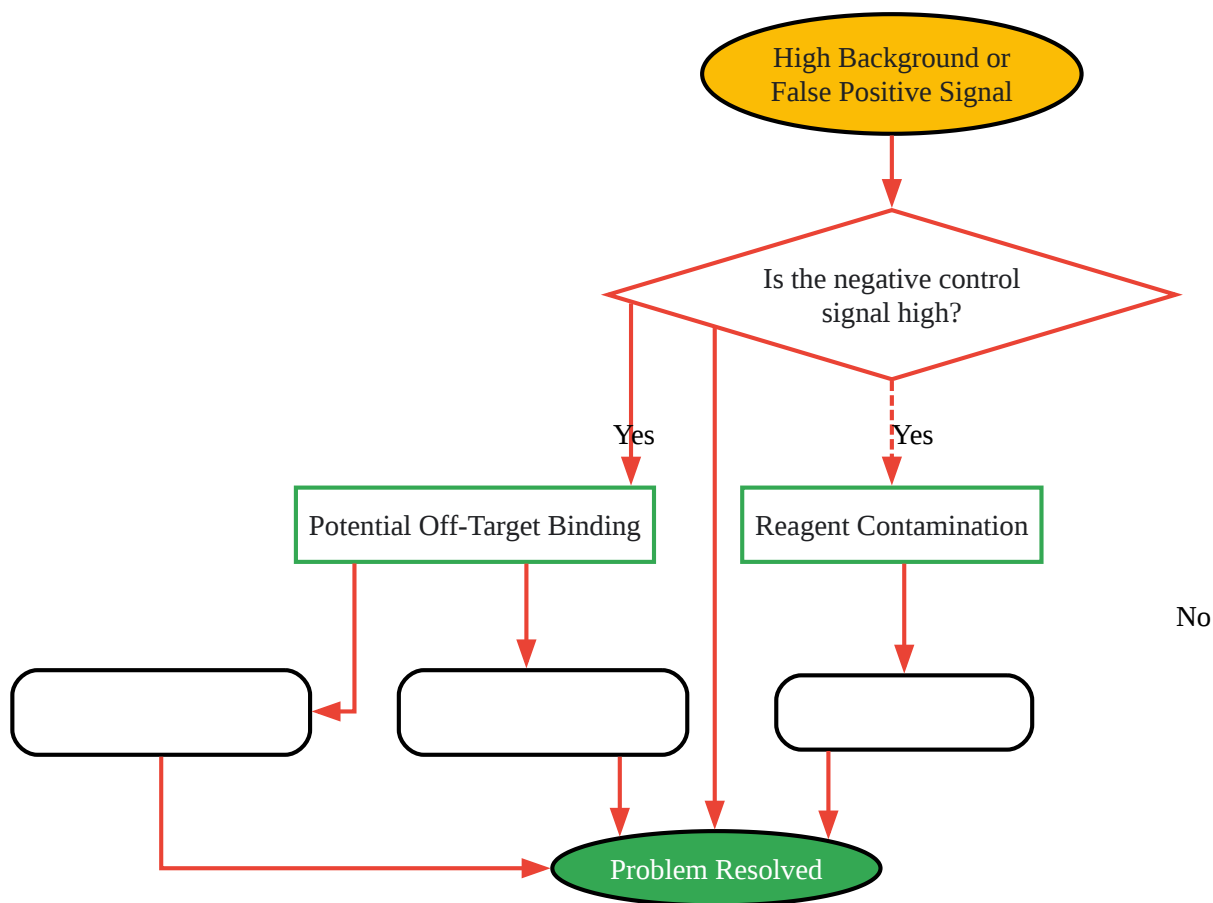 High Background or
False Positive Signal
Is the negative control
signal high?
Yes
Yes
Potential Off-Target Binding
Reagent Contamination
No
Problem Resolved